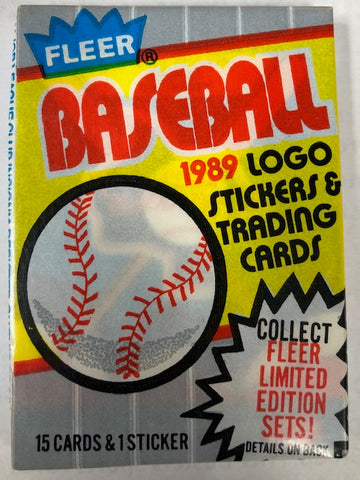 FLEER®
BASEBALL
1989 LOGO
STICKERS &
TRADING
CARDS
COLLECT
FLEER
LIMITED
EDITION
SETS!
DETAILS ON BACK
15 CARDS & 1 STICKER